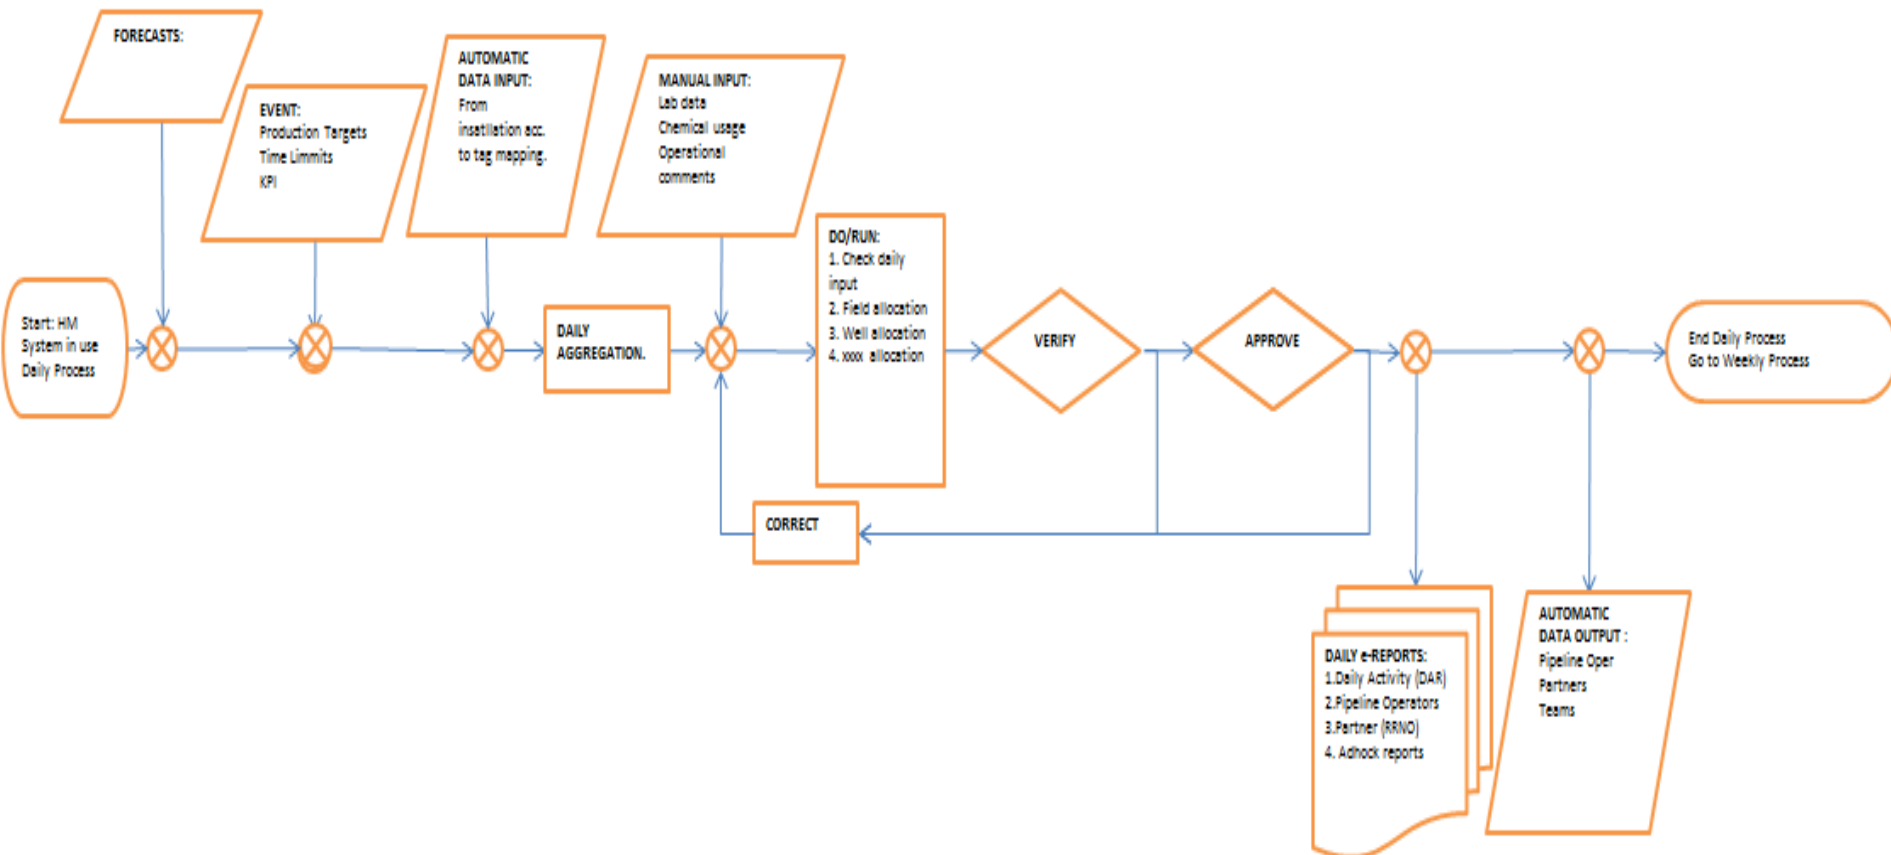 FORECASTS:
EVENT:
Production Targets
Time Limmits
KPI
AUTOMATIC
DATA INPUT:
From
insatllation acc.
to tag mapping.
MANUAL INPUT:
Lab data
Chemical usage
Operational
comments
Start: HM
System in use
Daily Process
DAILY
AGGREGATION.
DO/RUN:
1. Check daily
input
2. Field allocation
3. Well allocation
4. xxxx allocation
VERIFY
APPROVE
End Daily Process
Go to Weekly Process
CORRECT
DAILY e-REPORTS:
1.Daily Activity (DAR)
2.Pipeline Operators
3.Partner (RRNO)
4. Adhock reports
AUTOMATIC
DATA OUTPUT :
Pipeline Oper
Partners
Teams